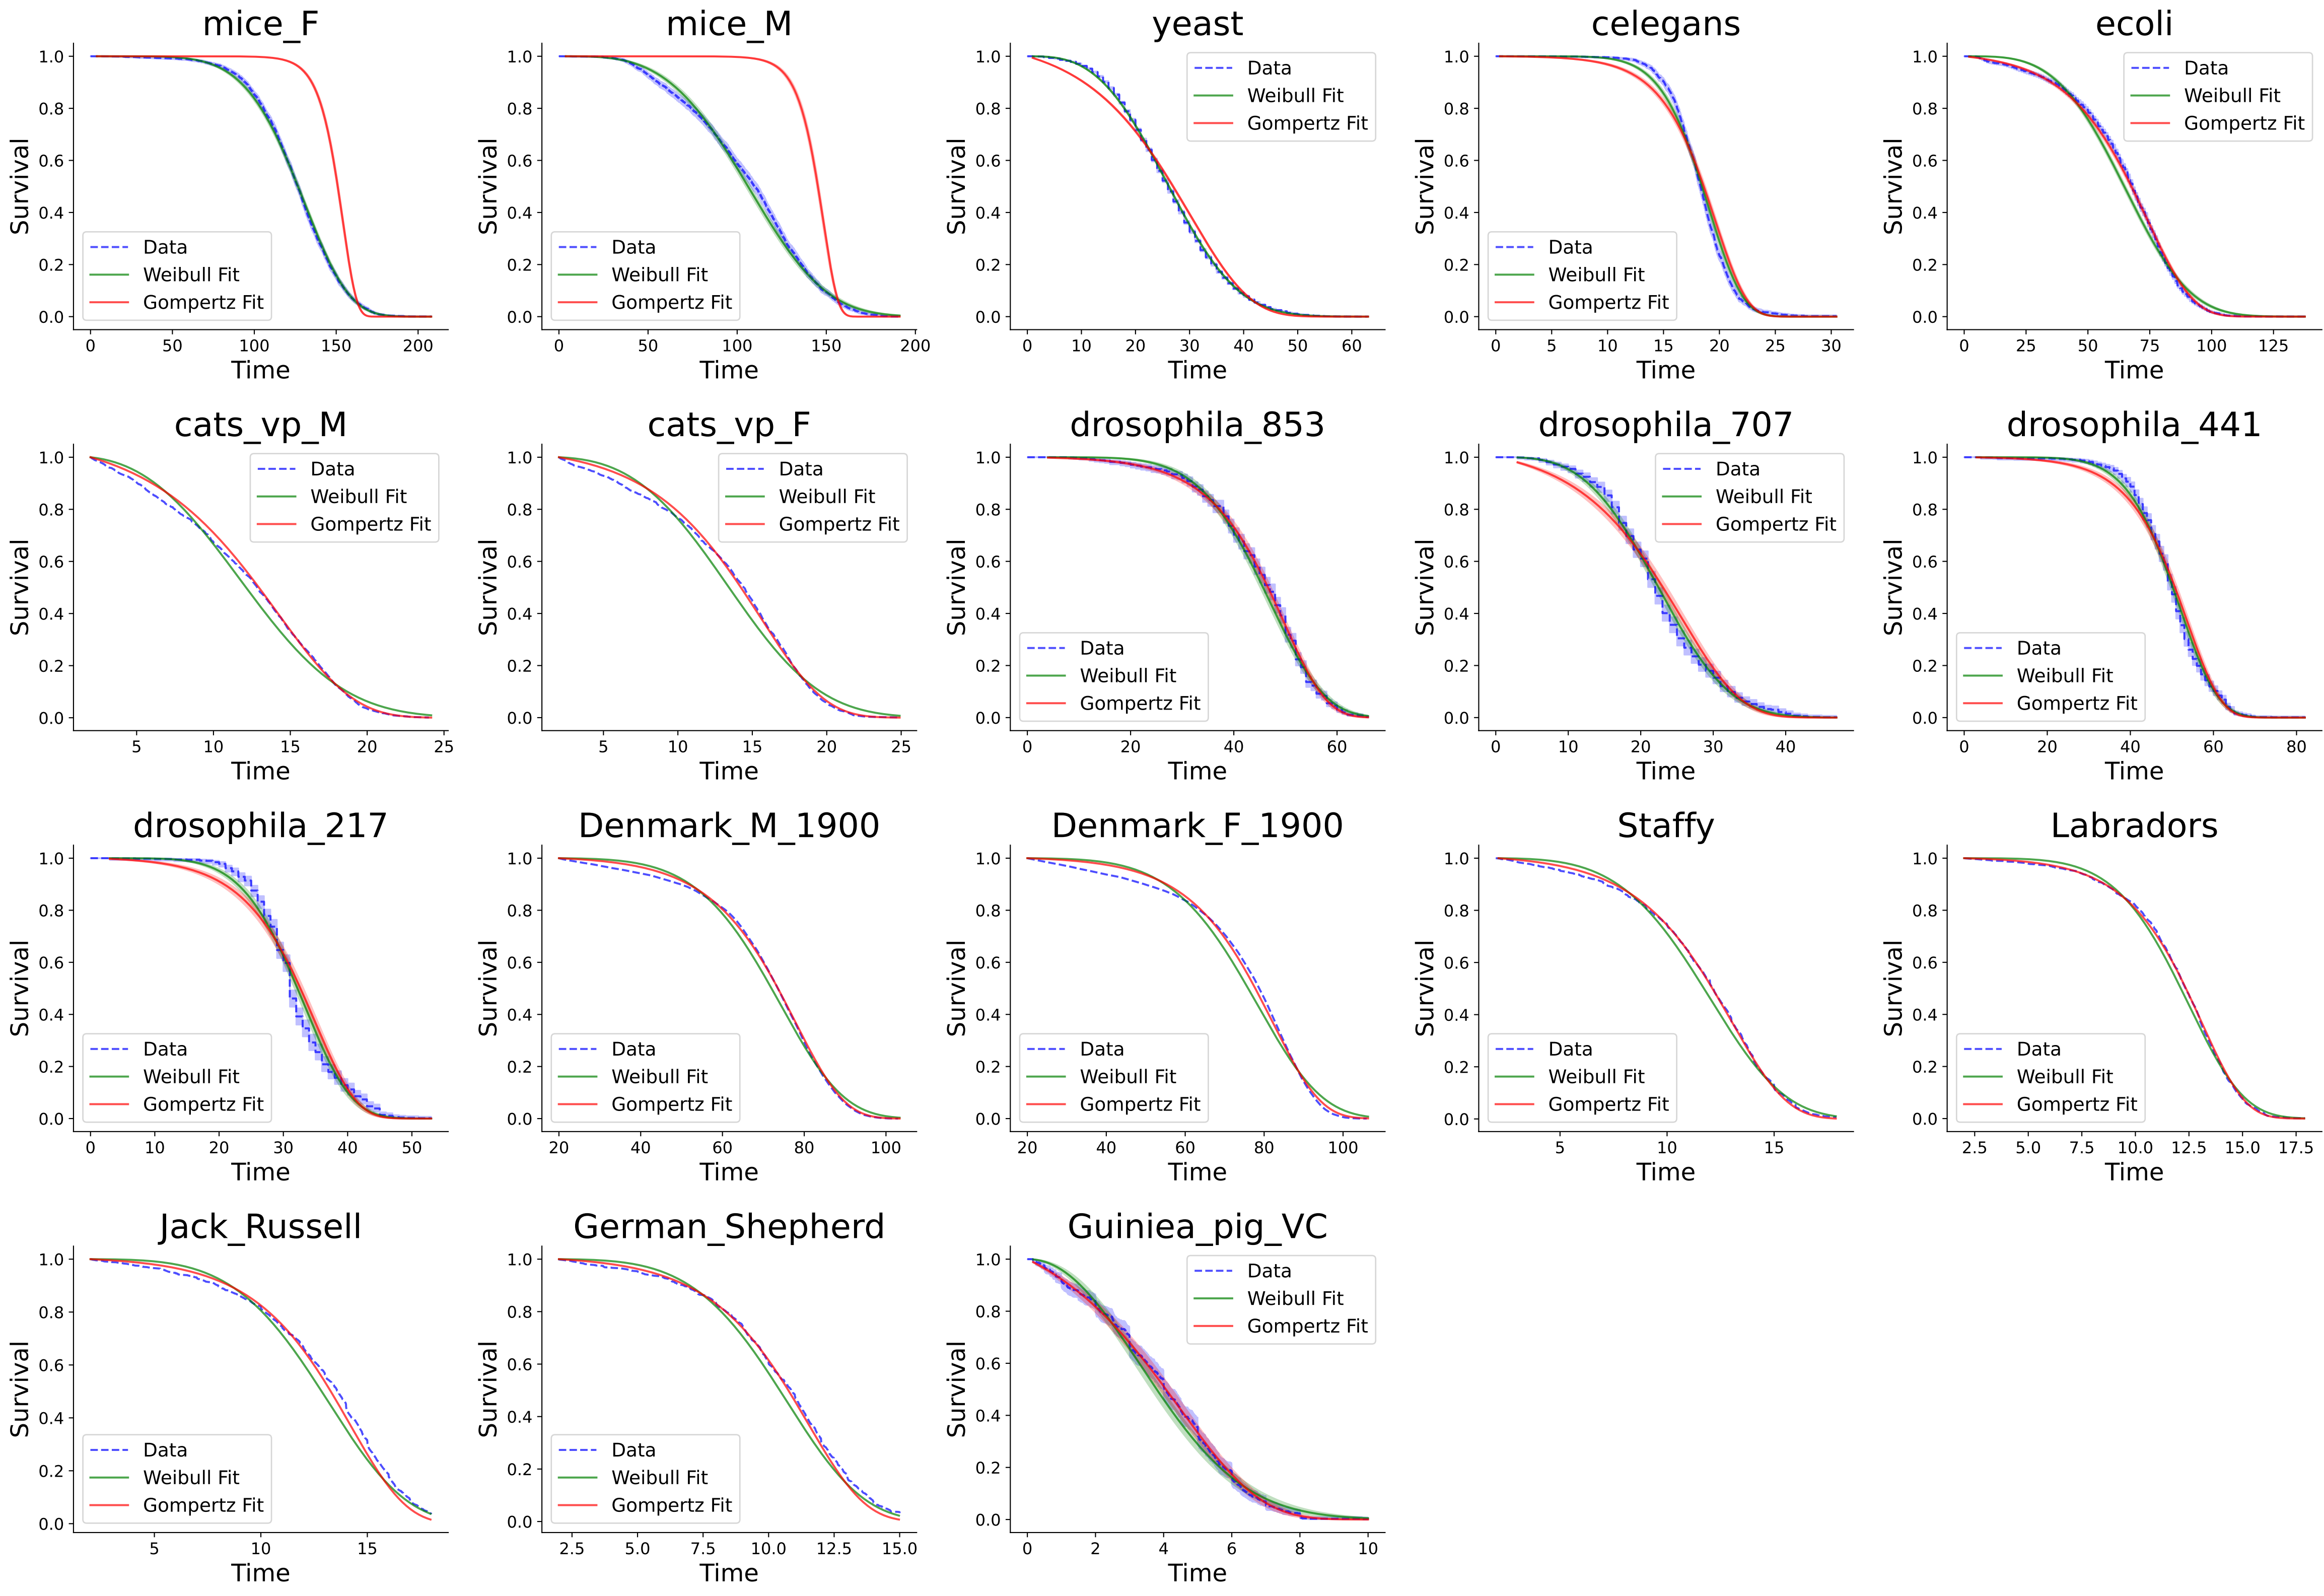 mice_F
mice_M
yeast
celegans
ecoli
Survival
1.0
0.8
0.6
0.4
0.2
0.0
Data
Weibull Fit
Gompertz Fit
0 50 100 150 200
Time
Survival
1.0
0.8
0.6
0.4
0.2
0.0
Data
Weibull Fit
Gompertz Fit
0 50 100 150 200
Time
Survival
1.0
0.8
0.6
0.4
0.2
0.0
Data
Weibull Fit
Gompertz Fit
0 10 20 30 40 50 60
Time
Survival
1.0
0.8
0.6
0.4
0.2
0.0
Data
Weibull Fit
Gompertz Fit
0 5 10 15 20 25 30
Time
Survival
1.0
0.8
0.6
0.4
0.2
0.0
Data
Weibull Fit
Gompertz Fit
0 25 50 75 100 125
Time
cats_vp_M
cats_vp_F
drosophila_853
drosophila_707
drosophila_441
Survival
1.0
0.8
0.6
0.4
0.2
0.0
Data
Weibull Fit
Gompertz Fit
5 10 15 20 25
Time
Survival
1.0
0.8
0.6
0.4
0.2
0.0
Data
Weibull Fit
Gompertz Fit
5 10 15 20 25
Time
Survival
1.0
0.8
0.6
0.4
0.2
0.0
Data
Weibull Fit
Gompertz Fit
0 20 40 60
Time
Survival
1.0
0.8
0.6
0.4
0.2
0.0
Data
Weibull Fit
Gompertz Fit
0 10 20 30 40
Time
Survival
1.0
0.8
0.6
0.4
0.2
0.0
Data
Weibull Fit
Gompertz Fit
0 20 40 60 80
Time
drosophila_217
Denmark_M_1900
Denmark_F_1900
Staffy
Labradors
Survival
1.0
0.8
0.6
0.4
0.2
0.0
Data
Weibull Fit
Gompertz Fit
0 10 20 30 40 50
Time
Survival
1.0
0.8
0.6
0.4
0.2
0.0
Data
Weibull Fit
Gompertz Fit
20 40 60 80 100
Time
Survival
1.0
0.8
0.6
0.4
0.2
0.0
Data
Weibull Fit
Gompertz Fit
20 40 60 80 100
Time
Survival
1.0
0.8
0.6
0.4
0.2
0.0
Data
Weibull Fit
Gompertz Fit
5 10 15
Time
Survival
1.0
0.8
0.6
0.4
0.2
0.0
Data
Weibull Fit
Gompertz Fit
2.5 5.0 7.5 10.0 12.5 15.0 17.5
Time
Jack_Russell
German_Shepherd
Guiniea_pig_VC
Survival
1.0
0.8
0.6
0.4
0.2
0.0
Data
Weibull Fit
Gompertz Fit
5 10 15
Time
Survival
1.0
0.8
0.6
0.4
0.2
0.0
Data
Weibull Fit
Gompertz Fit
2.5 5.0 7.5 10.0 12.5 15.0
Time
Survival
1.0
0.8
0.6
0.4
0.2
0.0
Data
Weibull Fit
Gompertz Fit
0 2 4 6 8 10
Time